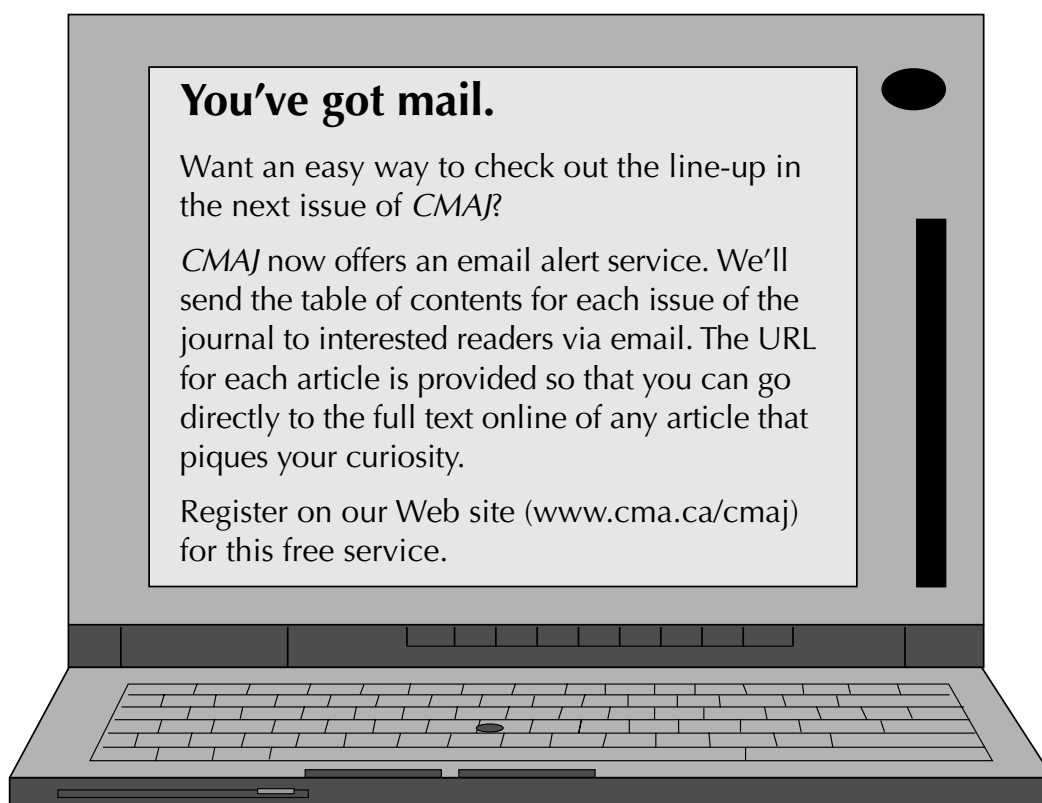 You’ve got mail.
Want an easy way to check out the line-up in
the next issue of CMAJ?
CMAJ now offers an email alert service. We’ll
send the table of contents for each issue of the
journal to interested readers via email. The URL
for each article is provided so that you can go
directly to the full text online of any article that
piques your curiosity.
Register on our Web site (www.cma.ca/cmaj)
for this free service.